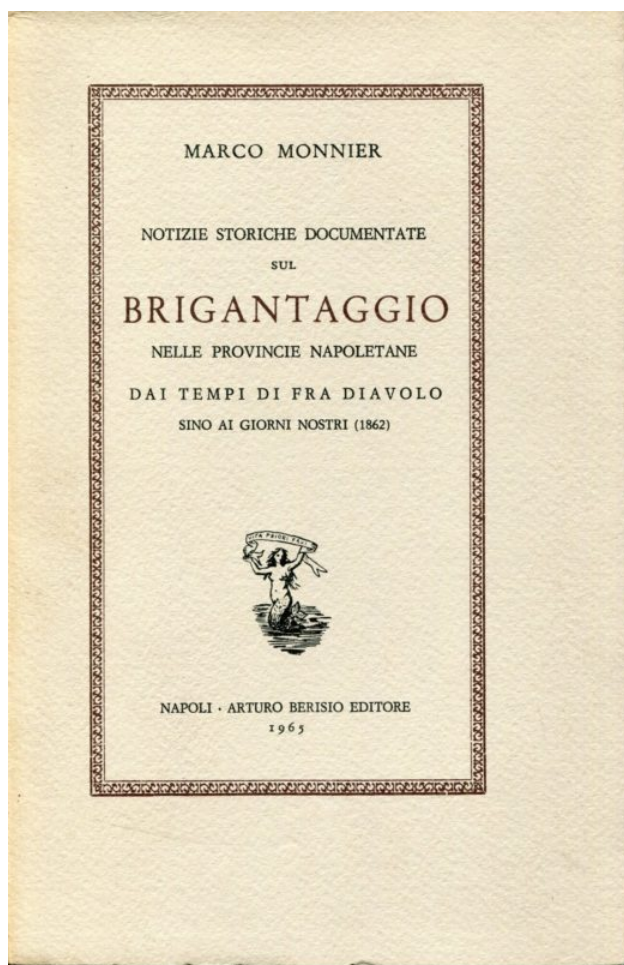 MARCO MONNIER
NOTIZIE STORICHE DOCUMENTATE
SUL
BRIGANTAGGIO
NELLE PROVINCIE NAPOLETANE
DAI TEMPI DI FRA DIAVOLO
SINO AI GIORNI NOSTRI (1862)
NAPOLI · ARTURO BERISIO EDITORE
1965